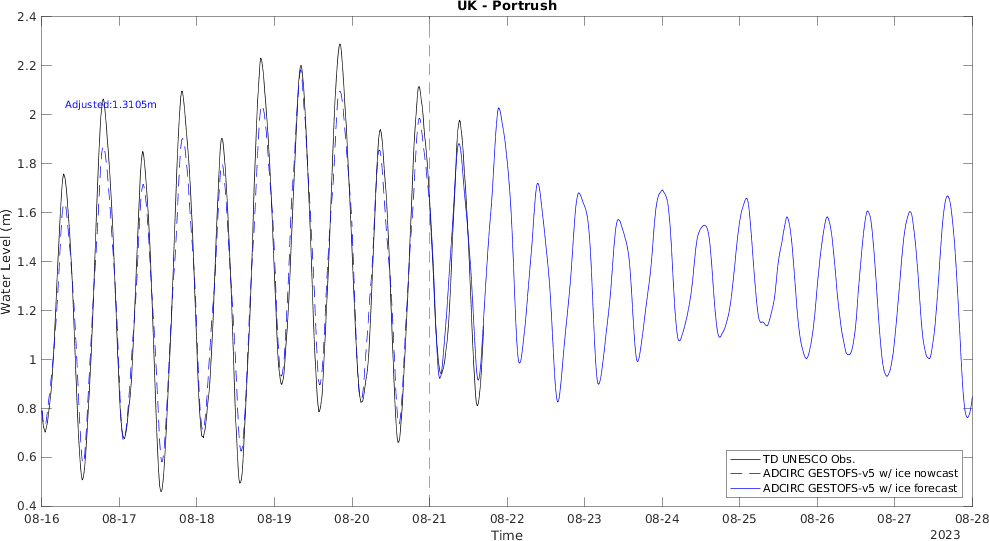 UK - Portrush
2.4
2.2
2
1.8
1.6
1.4
1.2
1
0.8
0.6
0.4
Water Level (m)
Adjusted:1.3105m
TD UNESCO Obs.
ADCIRC GESTOFS-v5 w/ ice nowcast
ADCIRC GESTOFS-v5 w/ ice forecast
08-16 08-17 08-18 08-19 08-20 08-21 08-22 08-23 08-24 08-25 08-26 08-27 08-28
Time
2023